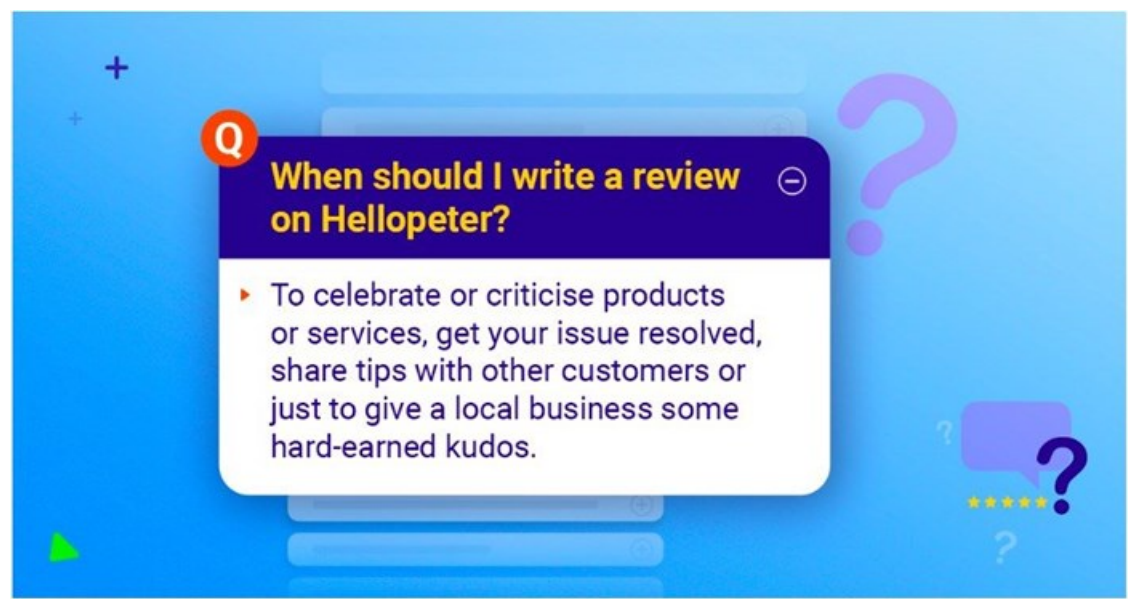 Q
When should I write a review
on Hellopeter?
To celebrate or criticise products
or services, get your issue resolved,
share tips with other customers or
just to give a local business some
hard-earned kudos.
?
?
?
?